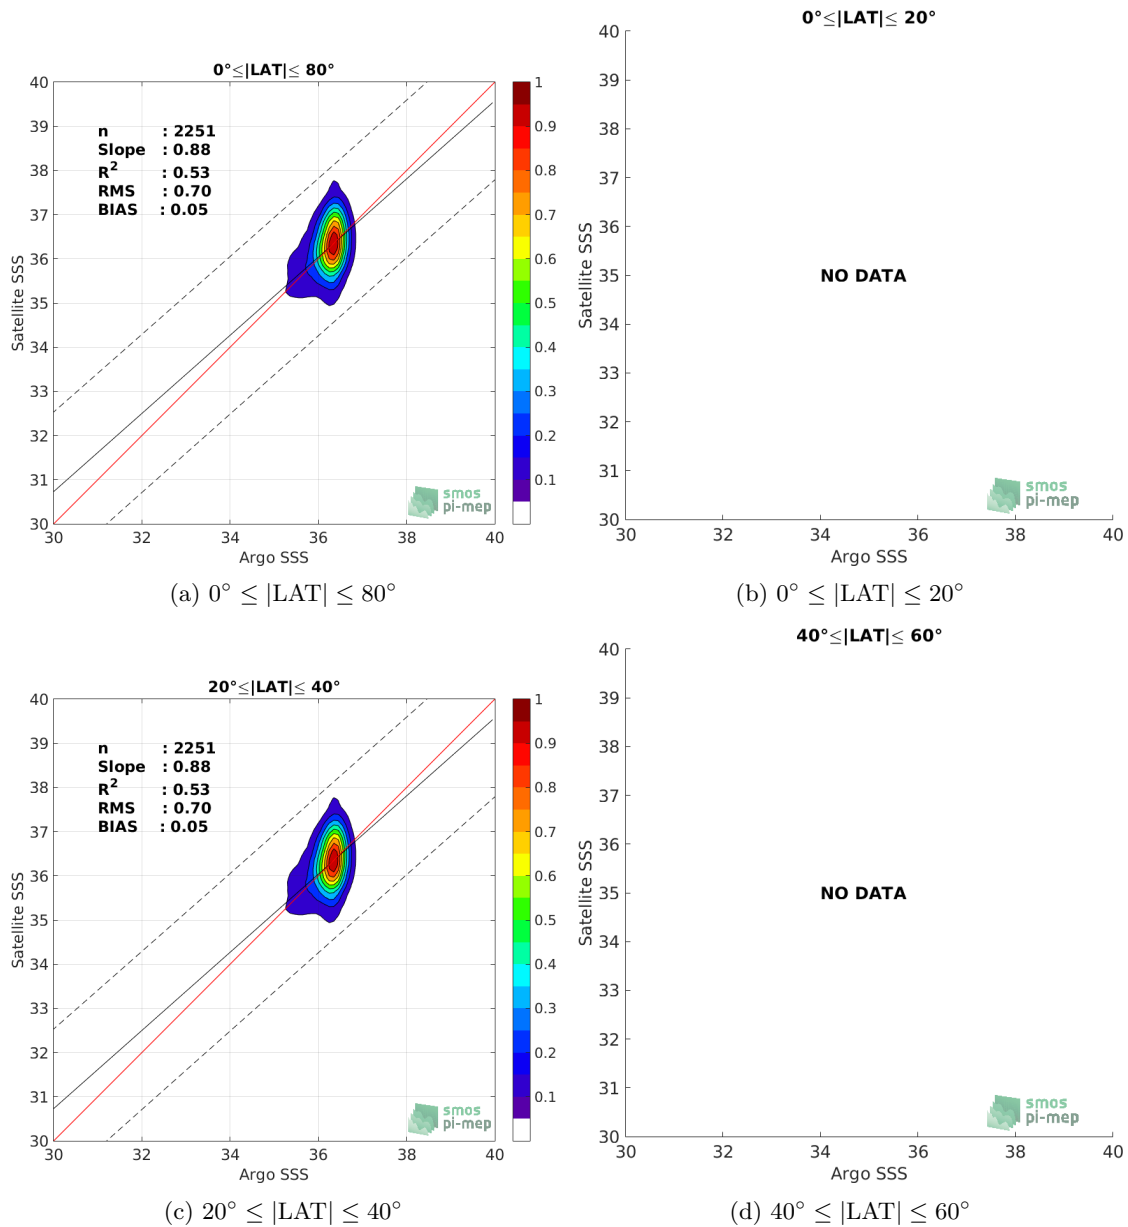 0°≤|LAT|≤ 80°
40
39
38
37
36
35
34
33
32
31
30
Satellite SSS
n : 2251
Slope : 0.88
R² : 0.53
RMS : 0.70
BIAS : 0.05
smos
pi-mep
30 32 34 36 38 40
Argo SSS
1
0.9
0.8
0.7
0.6
0.5
0.4
0.3
0.2
0.1
(a) 0° ≤ |LAT| ≤ 80°
0°≤|LAT|≤ 20°
40
39
38
37
36
35
34
33
32
31
30
Satellite SSS
NO DATA
smos
pi-mep
30 32 34 36 38 40
Argo SSS
(b) 0° ≤ |LAT| ≤ 20°
20°≤|LAT|≤ 40°
40
39
38
37
36
35
34
33
32
31
30
Satellite SSS
n : 2251
Slope : 0.88
R² : 0.53
RMS : 0.70
BIAS : 0.05
smos
pi-mep
30 32 34 36 38 40
Argo SSS
1
0.9
0.8
0.7
0.6
0.5
0.4
0.3
0.2
0.1
(c) 20° ≤ |LAT| ≤ 40°
40°≤|LAT|≤ 60°
40
39
38
37
36
35
34
33
32
31
30
Satellite SSS
NO DATA
smos
pi-mep
30 32 34 36 38 40
Argo SSS
(d) 40° ≤ |LAT| ≤ 60°